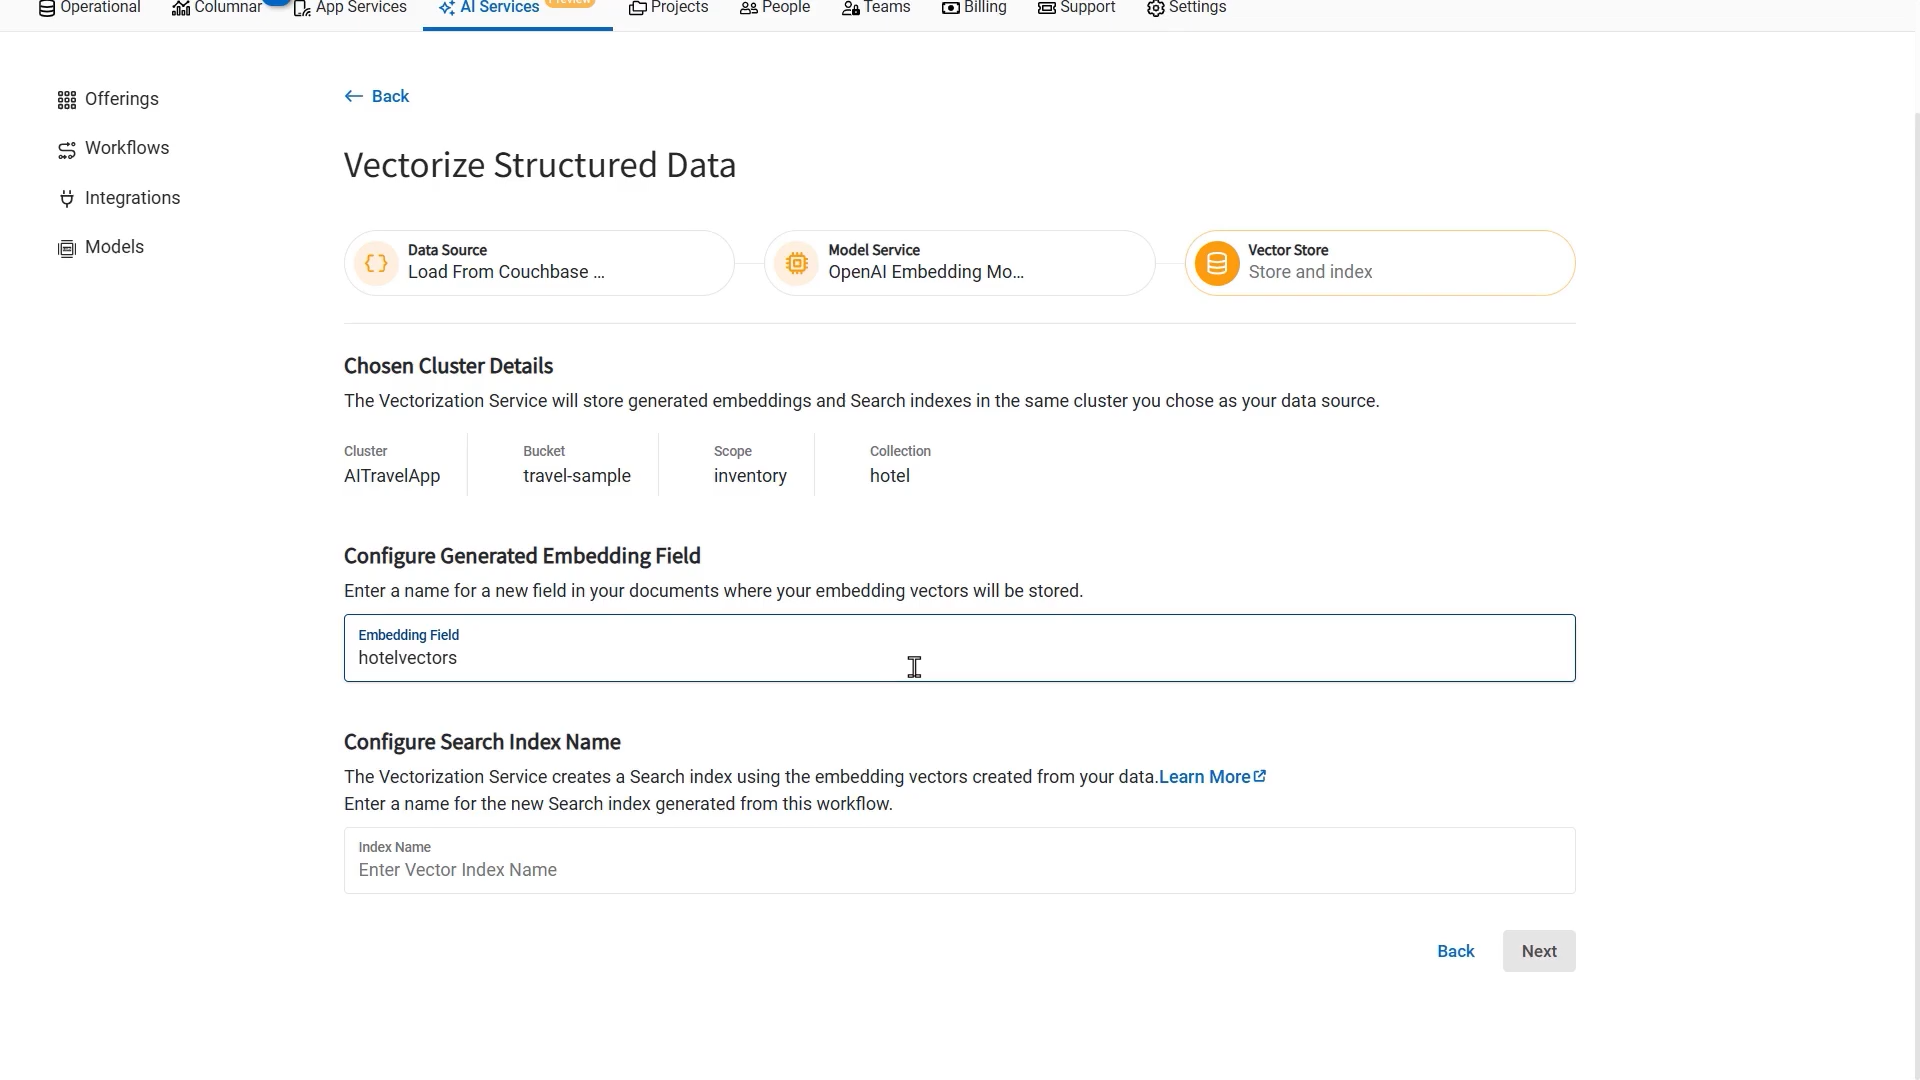 Operational Columnar App Services AI Services Preview Projects People Teams Billing Support Settings
Offerings
Workflows
Integrations
Models
Back
Vectorize Structured Data
Data Source
Load From Couchbase ...
Model Service
OpenAI Embedding Mo...
Vector Store
Store and index
Chosen Cluster Details
The Vectorization Service will store generated embeddings and Search indexes in the same cluster you chose as your data source.
Cluster
AITravelApp
Bucket
travel-sample
Scope
inventory
Collection
hotel
Configure Generated Embedding Field
Enter a name for a new field in your documents where your embedding vectors will be stored.
Embedding Field
hotelvectors
Configure Search Index Name
The Vectorization Service creates a Search index using the embedding vectors created from your data.Learn More
Enter a name for the new Search index generated from this workflow.
Index Name
Enter Vector Index Name
Back Next